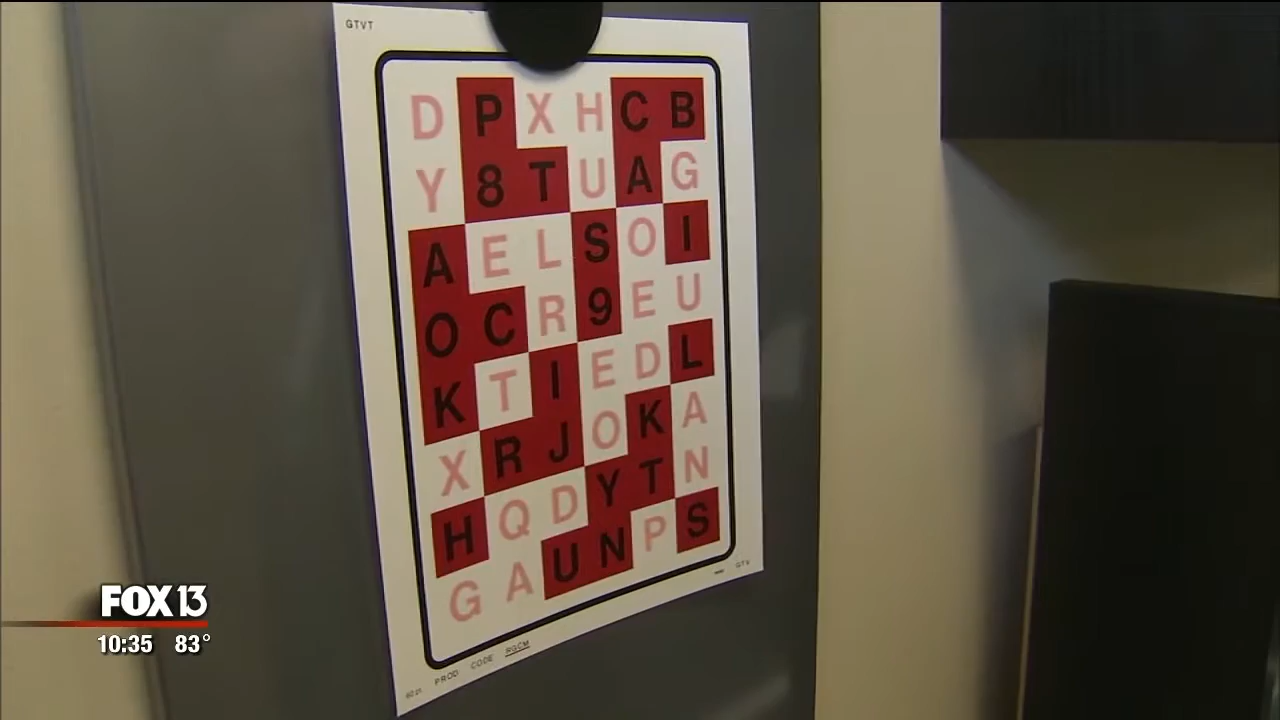 GTVT
D P X H C B
Y 8 T U A G
A E L S O I
O C R 9 E U
K T I E D L
X R J O K A
H Q D Y T N
G A U N P S
PROD CODE RGCM
FOX 13
10:35 83°